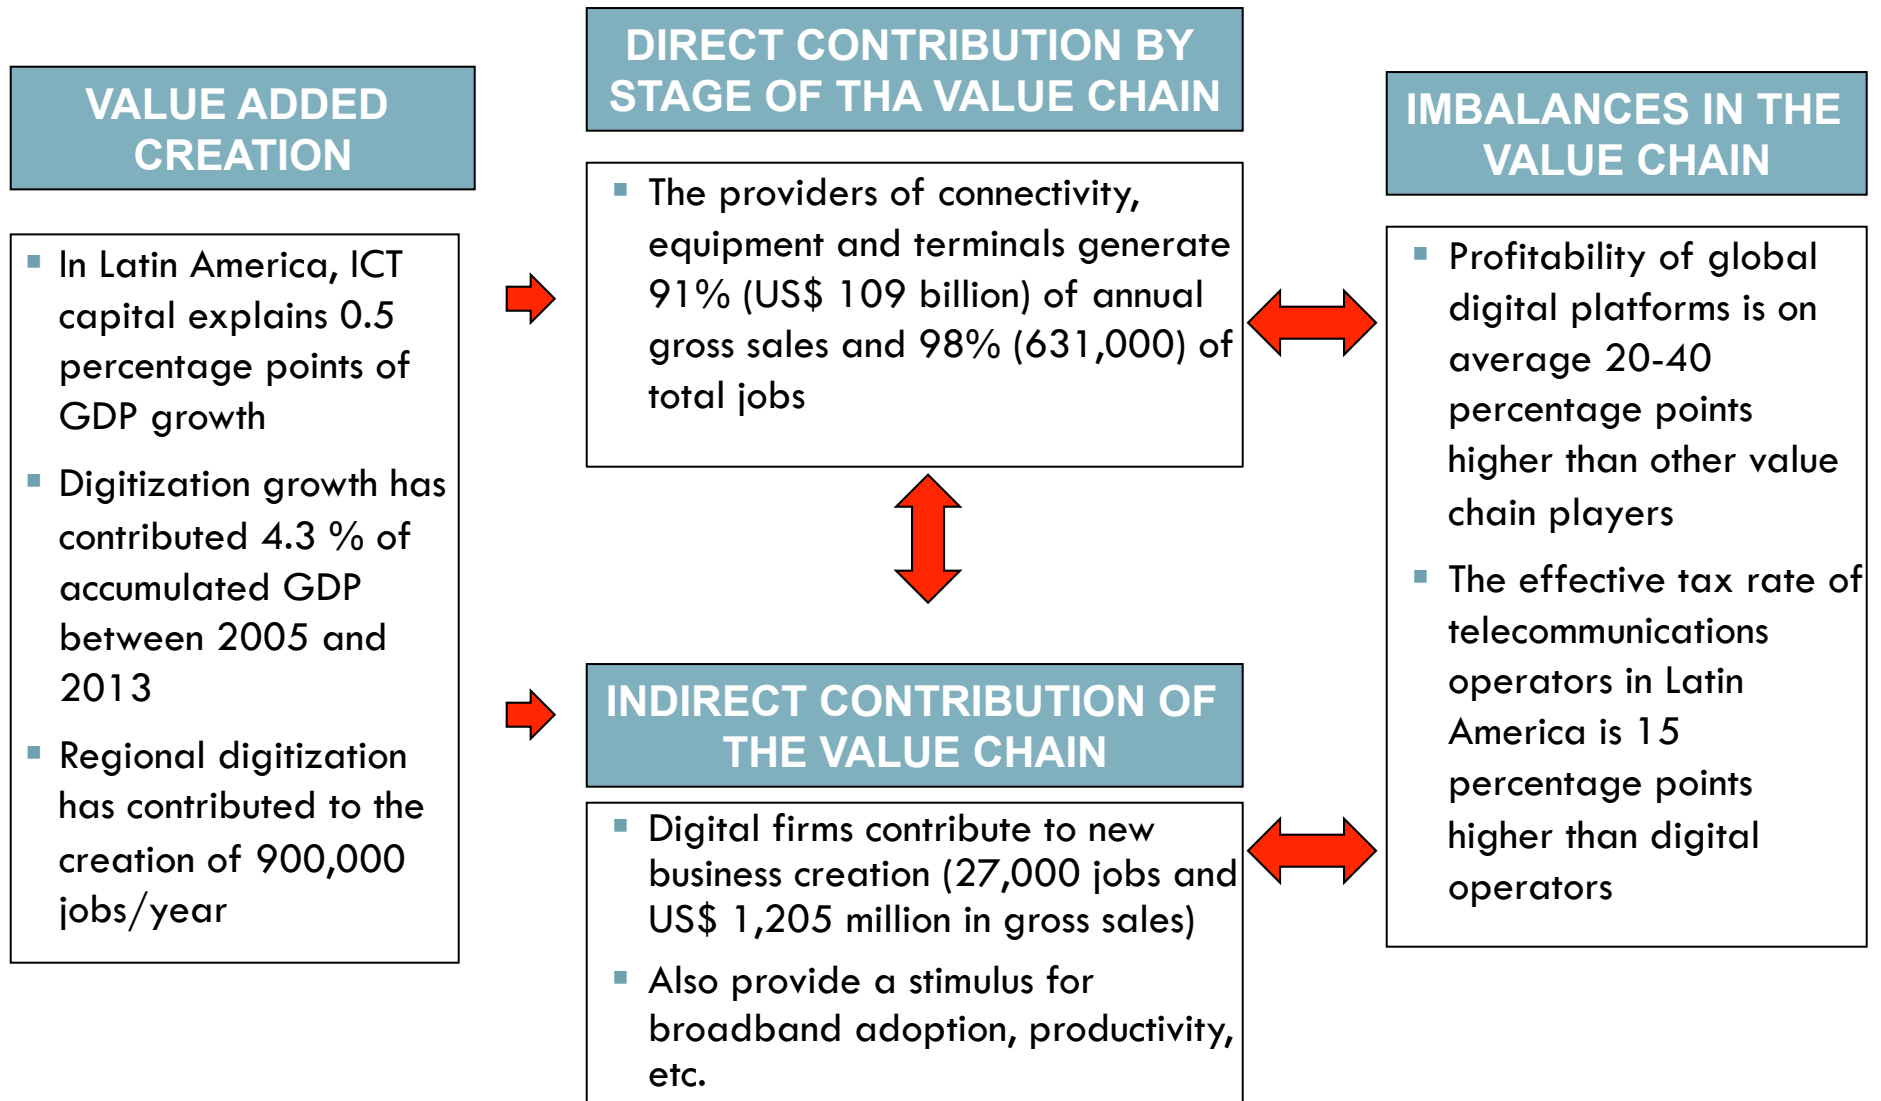 VALUE ADDED
CREATION
▪ In Latin America, ICT
capital explains 0.5
percentage points of
GDP growth
▪ Digitization growth has
contributed 4.3 % of
accumulated GDP
between 2005 and
2013
▪ Regional digitization
has contributed to the
creation of 900,000
jobs/year
DIRECT CONTRIBUTION BY
STAGE OF THA VALUE CHAIN
▪ The providers of connectivity,
equipment and terminals generate
91% (US$ 109 billion) of annual
gross sales and 98% (631,000) of
total jobs
INDIRECT CONTRIBUTION OF
THE VALUE CHAIN
▪ Digital firms contribute to new
business creation (27,000 jobs and
US$ 1,205 million in gross sales)
▪ Also provide a stimulus for
broadband adoption, productivity,
etc.
IMBALANCES IN THE
VALUE CHAIN
▪ Profitability of global
digital platforms is on
average 20-40
percentage points
higher than other value
chain players
▪ The effective tax rate of
telecommunications
operators in Latin
America is 15
percentage points
higher than digital
operators